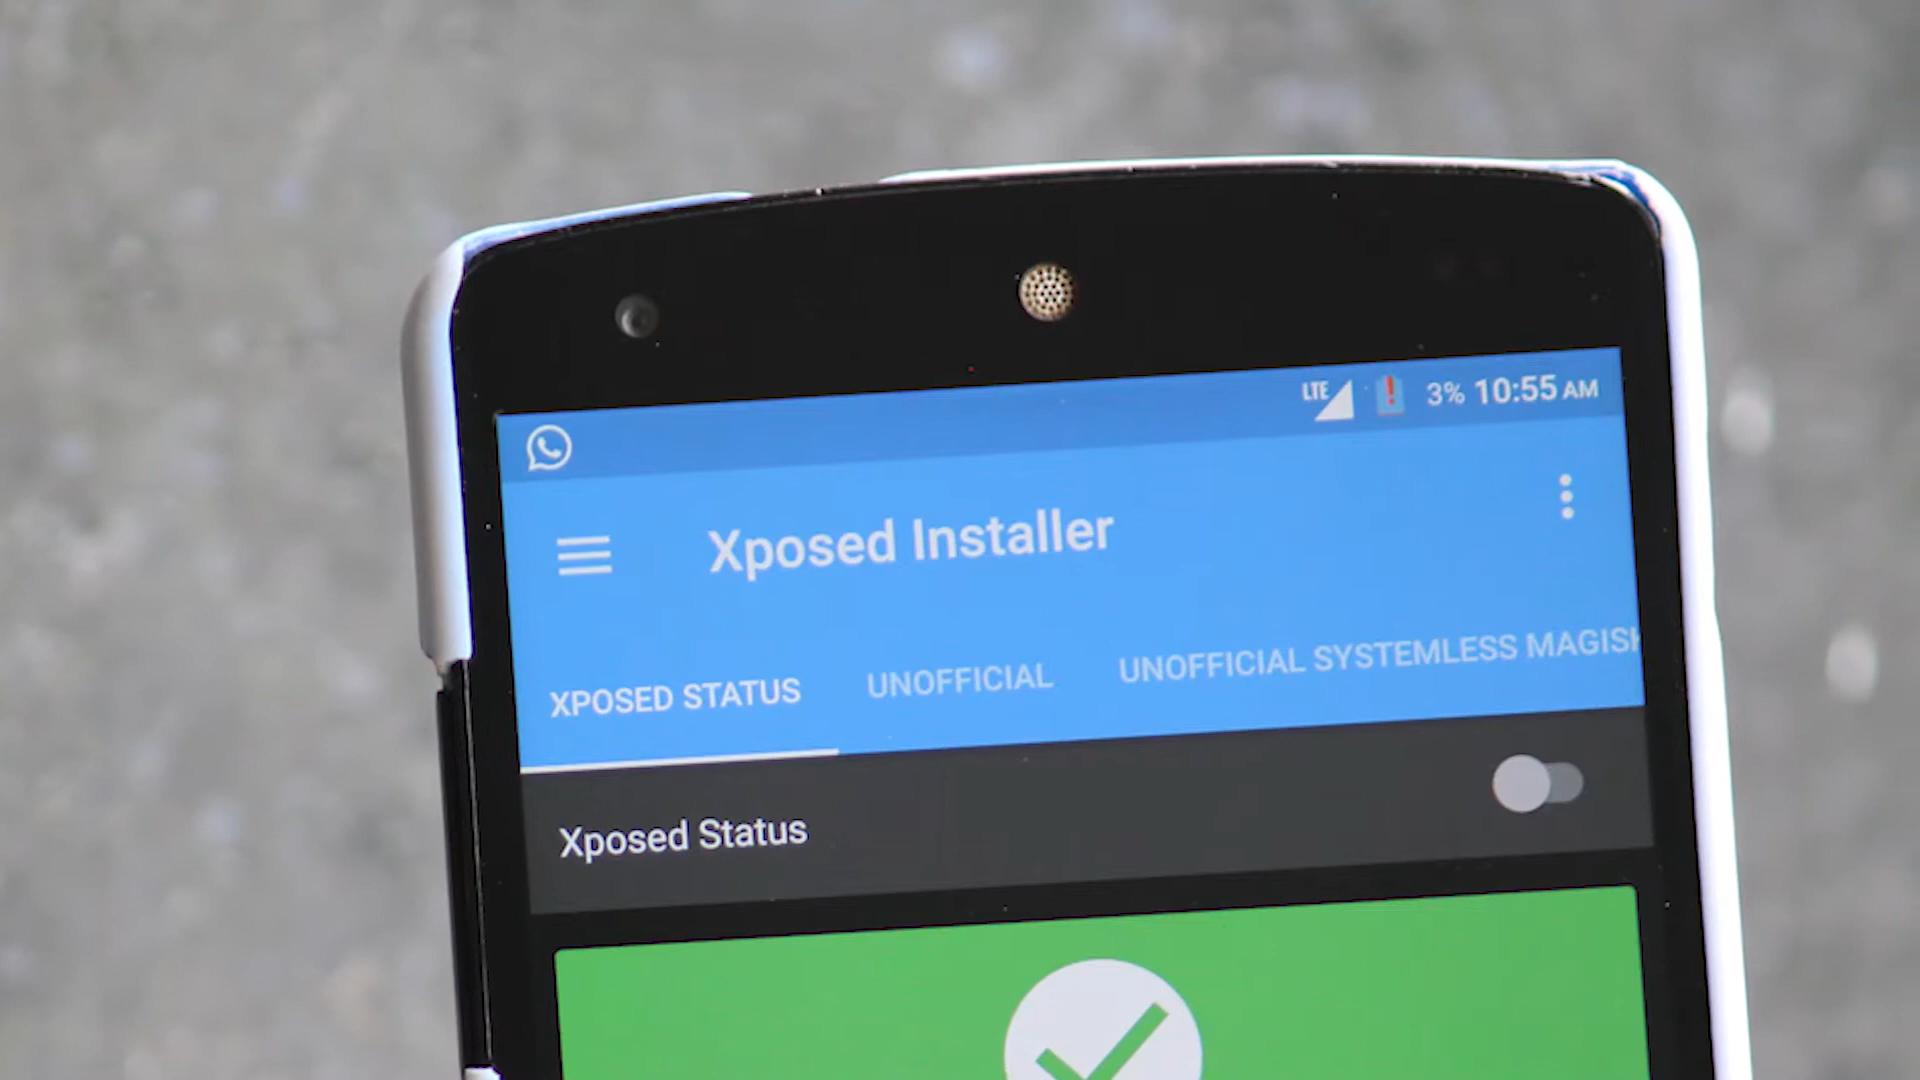 LTE 3% 10:55 AM
Xposed Installer
XPOSED STATUS UNOFFICIAL UNOFFICIAL SYSTEMLESS MAGISK
Xposed Status